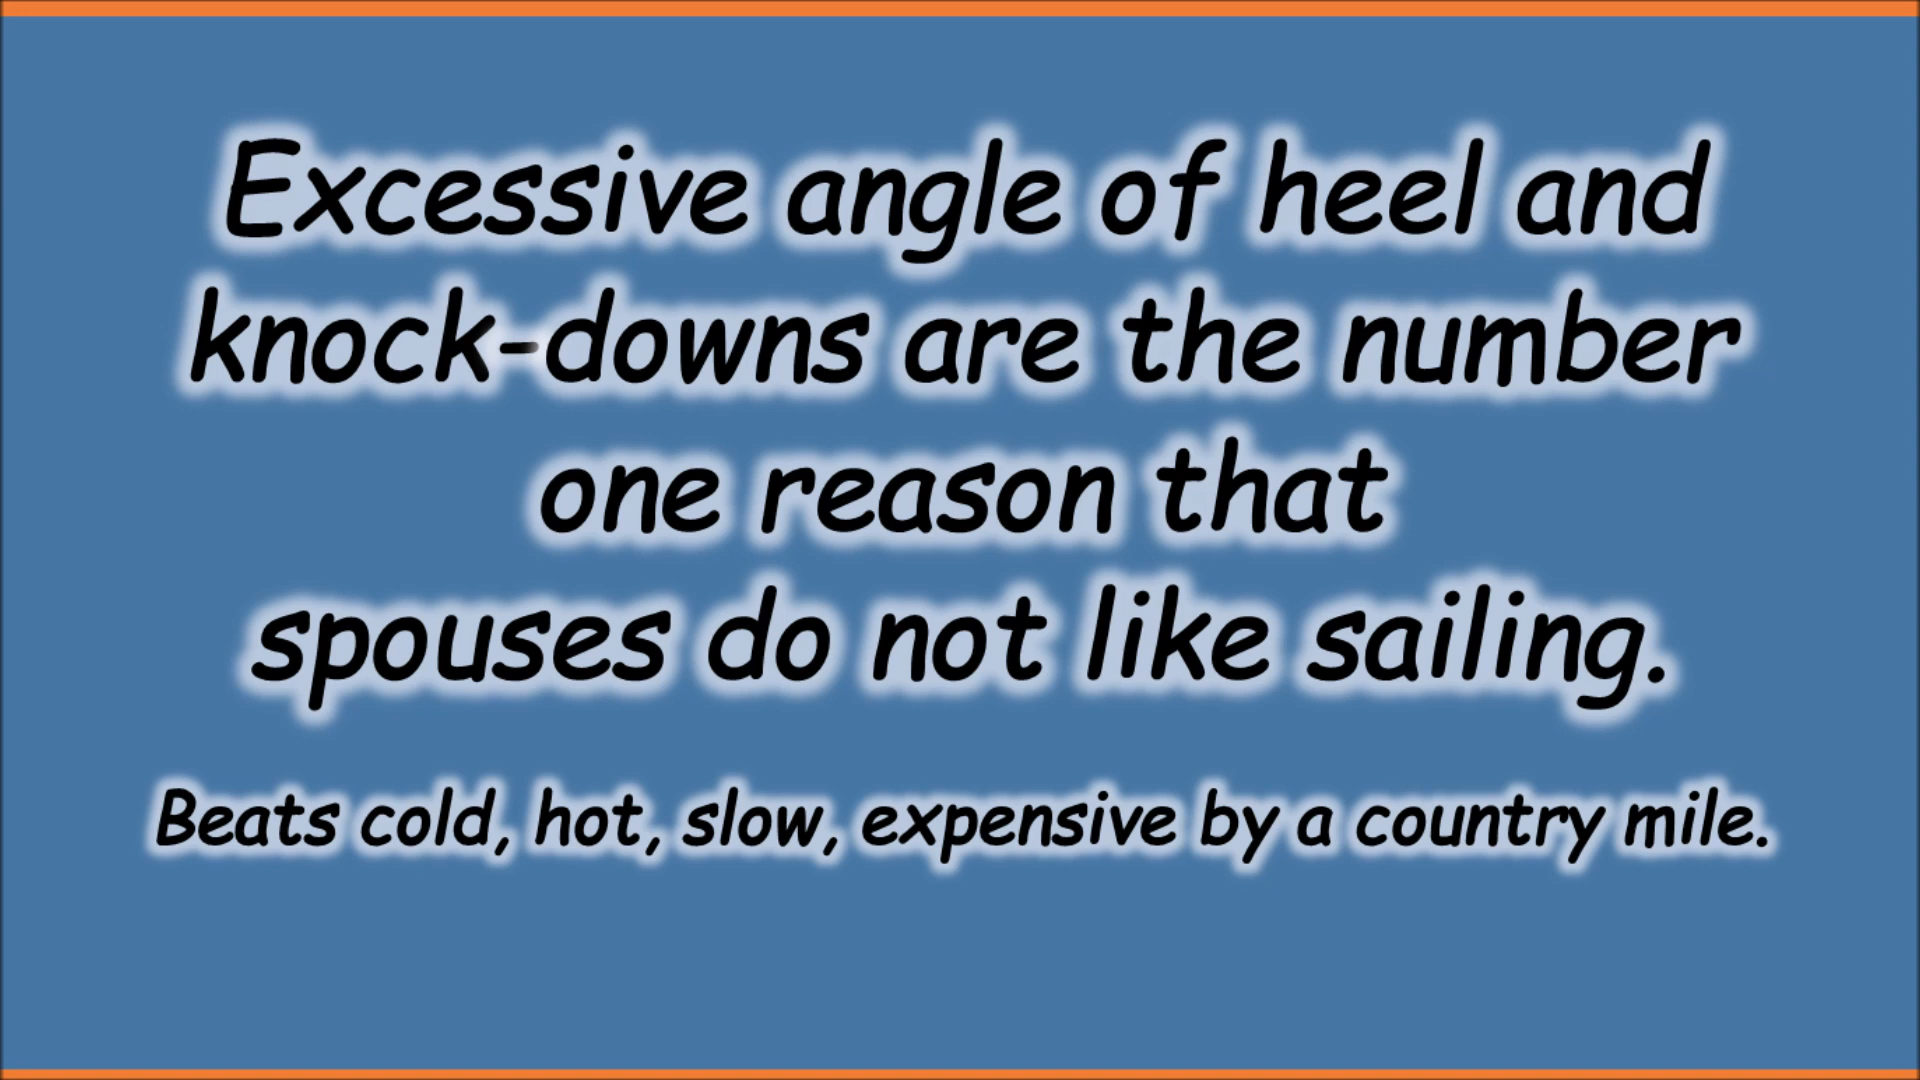 Excessive angle of heel and
knock-downs are the number
one reason that
spouses do not like sailing.
Beats cold, hot, slow, expensive by a country mile.